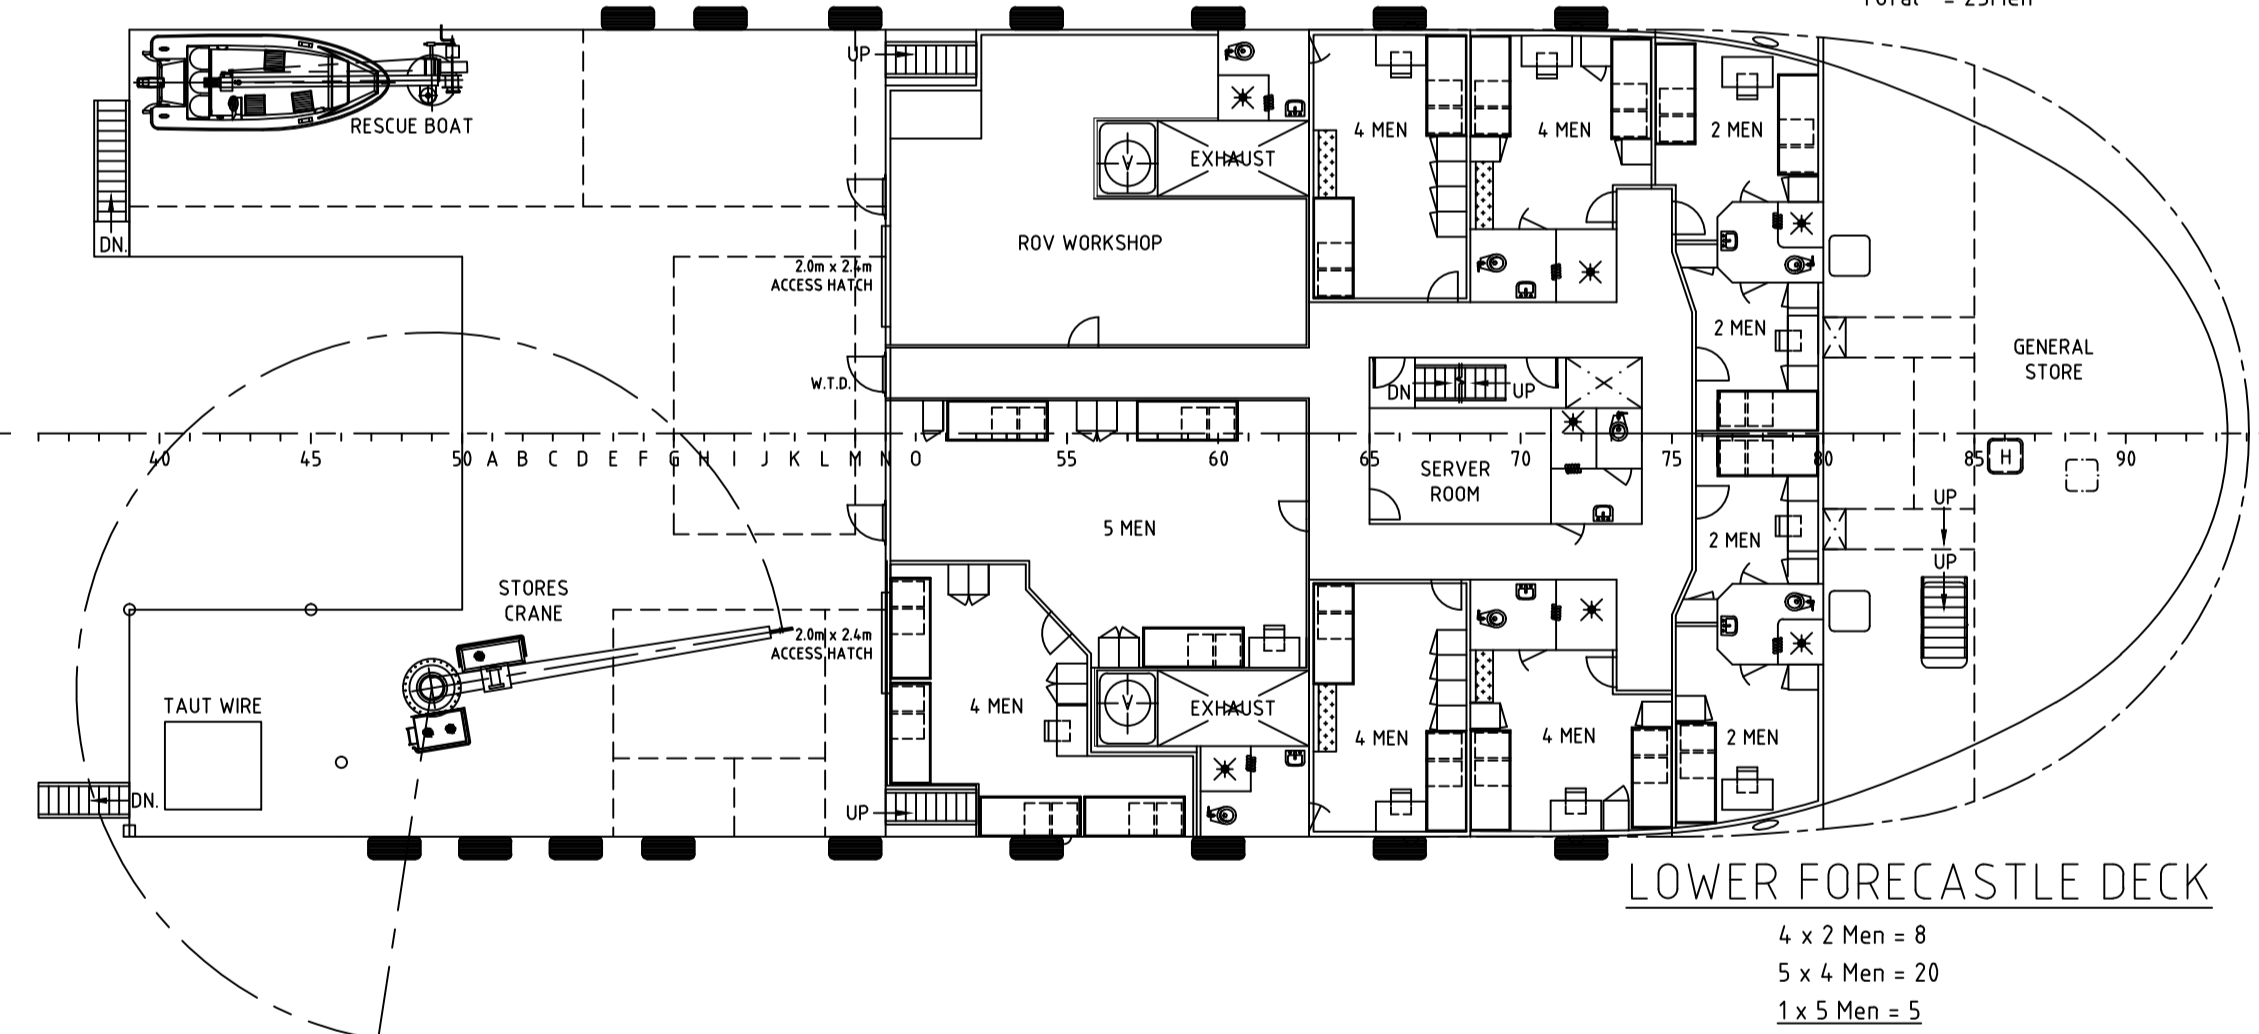 Total = 25Men
UP
RESCUE BOAT
4 MEN
4 MEN
2 MEN
V
EXHAUST
DN.
ROV WORKSHOP
2.0m x 2.4m
ACCESS HATCH
2 MEN
GENERAL
STORE
W.T.D.
DN
UP
40
45
50
A
B
C
D
E
F
G
H
I
J
K
L
M
N
O
55
60
65
70
75
80
85
H
90
SERVER
ROOM
UP
5 MEN
2 MEN
UP
STORES
CRANE
2.0m x 2.4m
ACCESS HATCH
TAUT WIRE
4 MEN
V
EXHAUST
4 MEN
4 MEN
2 MEN
DN.
UP
LOWER FORECASTLE DECK
4 x 2 Men = 8
5 x 4 Men = 20
1 x 5 Men = 5